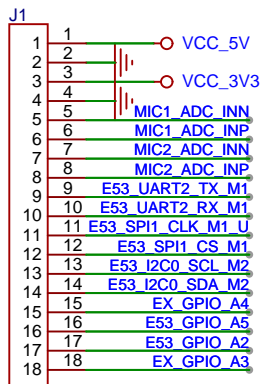 J1
1 1 VCC_5V
2 2
3 3 VCC_3V3
4 4
5 5 MIC1_ADC_INN
6 6 MIC1_ADC_INP
7 7 MIC2_ADC_INN
8 8 MIC2_ADC_INP
9 9 E53_UART2_TX_M1
10 10 E53_UART2_RX_M1
11 11 E53_SPI1_CLK_M1_U
12 12 E53_SPI1_CS_M1
13 13 E53_I2C0_SCL_M2
14 14 E53_I2C0_SDA_M2
15 15 EX_GPIO_A4
16 16 E53_GPIO_A5
17 17 E53_GPIO_A2
18 18 EX_GPIO_A3